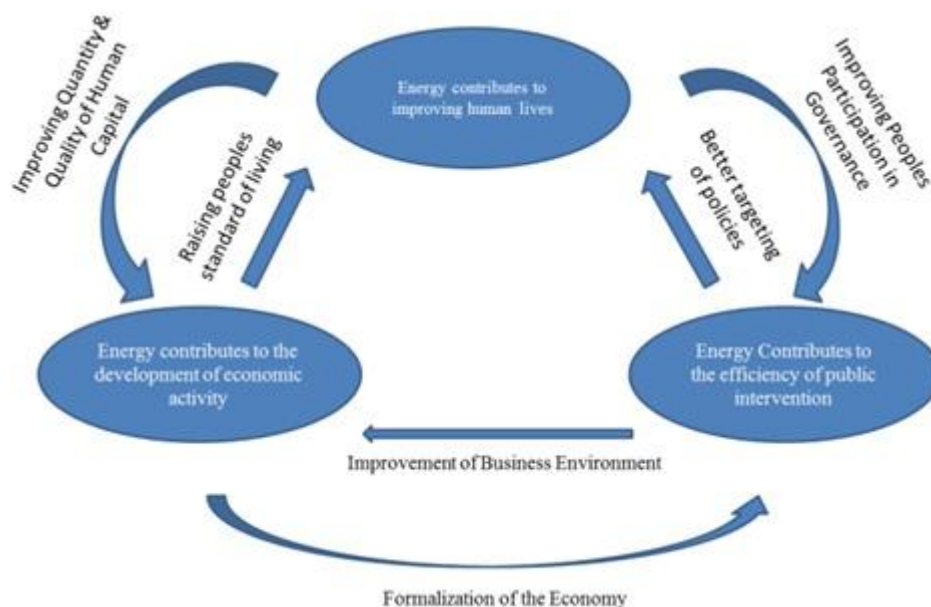 Improving Quantity &
Quality of Human
Capital
Energy contributes to
improving human lives
Improving Peoples
Participation in
Governance
Raising peoples
standard of living
Better targeting
of policies
Energy contributes to the
development of economic
activity
Energy Contributes to
the efficiency of public
intervention
Improvement of Business Environment
Formalization of the Economy